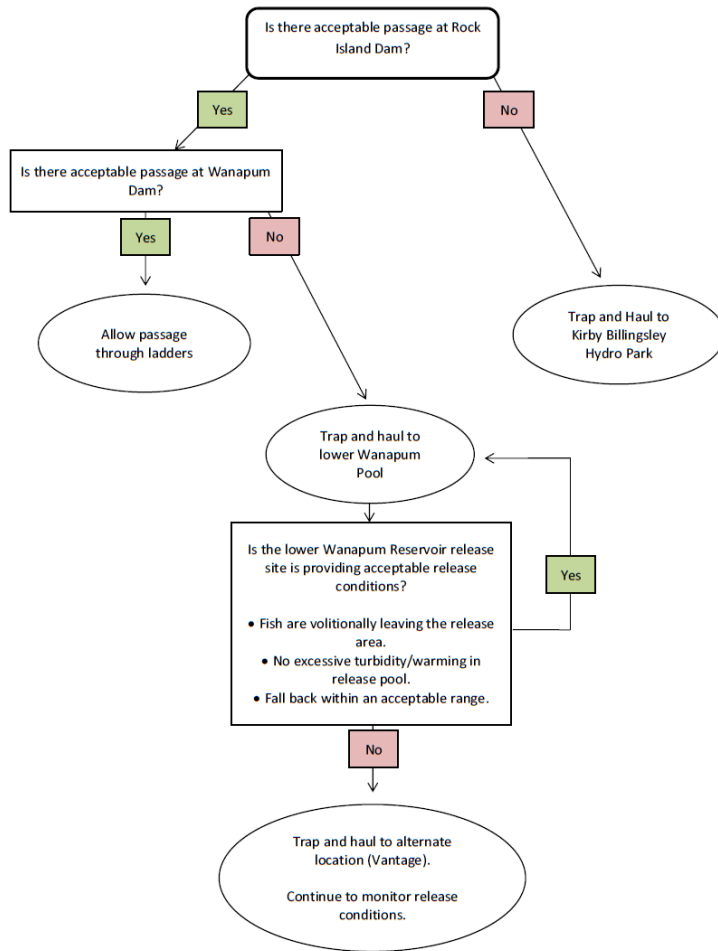 Is there acceptable passage at Rock
Island Dam?
Yes
No
Is there acceptable passage at Wanapum
Dam?
Yes
No
Allow passage
through ladders
Trap and Haul to
Kirby Billingsley
Hydro Park
Trap and haul to
lower Wanapum
Pool
Is the lower Wanapum Reservoir release
site is providing acceptable release
conditions?
• Fish are volitionally leaving the release
area.
• No excessive turbidity/warming in
release pool.
• Fall back within an acceptable range.
Yes
No
Trap and haul to alternate
location (Vantage).
Continue to monitor release
conditions.